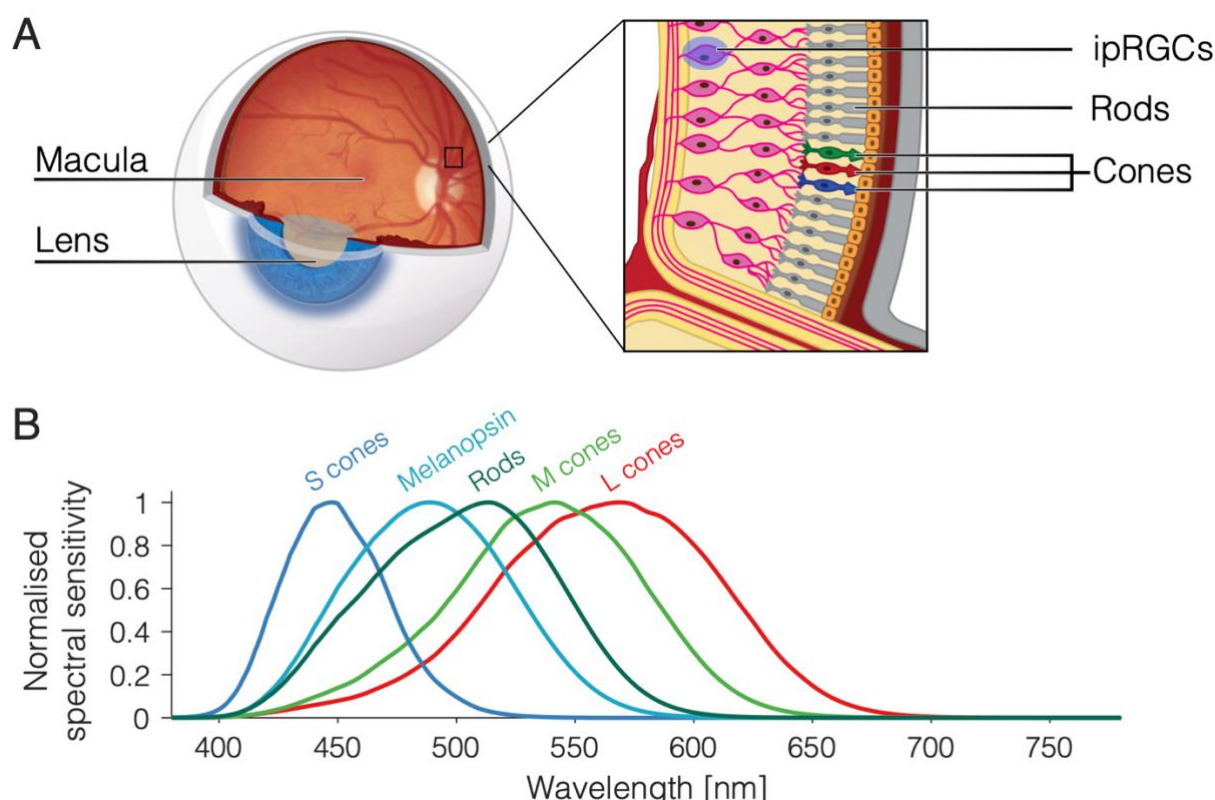 A
Macula
Lens
ipRGCs
Rods
Cones
B
S cones
Melanopsin
Rods
M cones
L cones
Normalised
spectral sensitivity
1
0.8
0.6
0.4
0.2
0
400 450 500 550 600 650 700 750
Wavelength [nm]